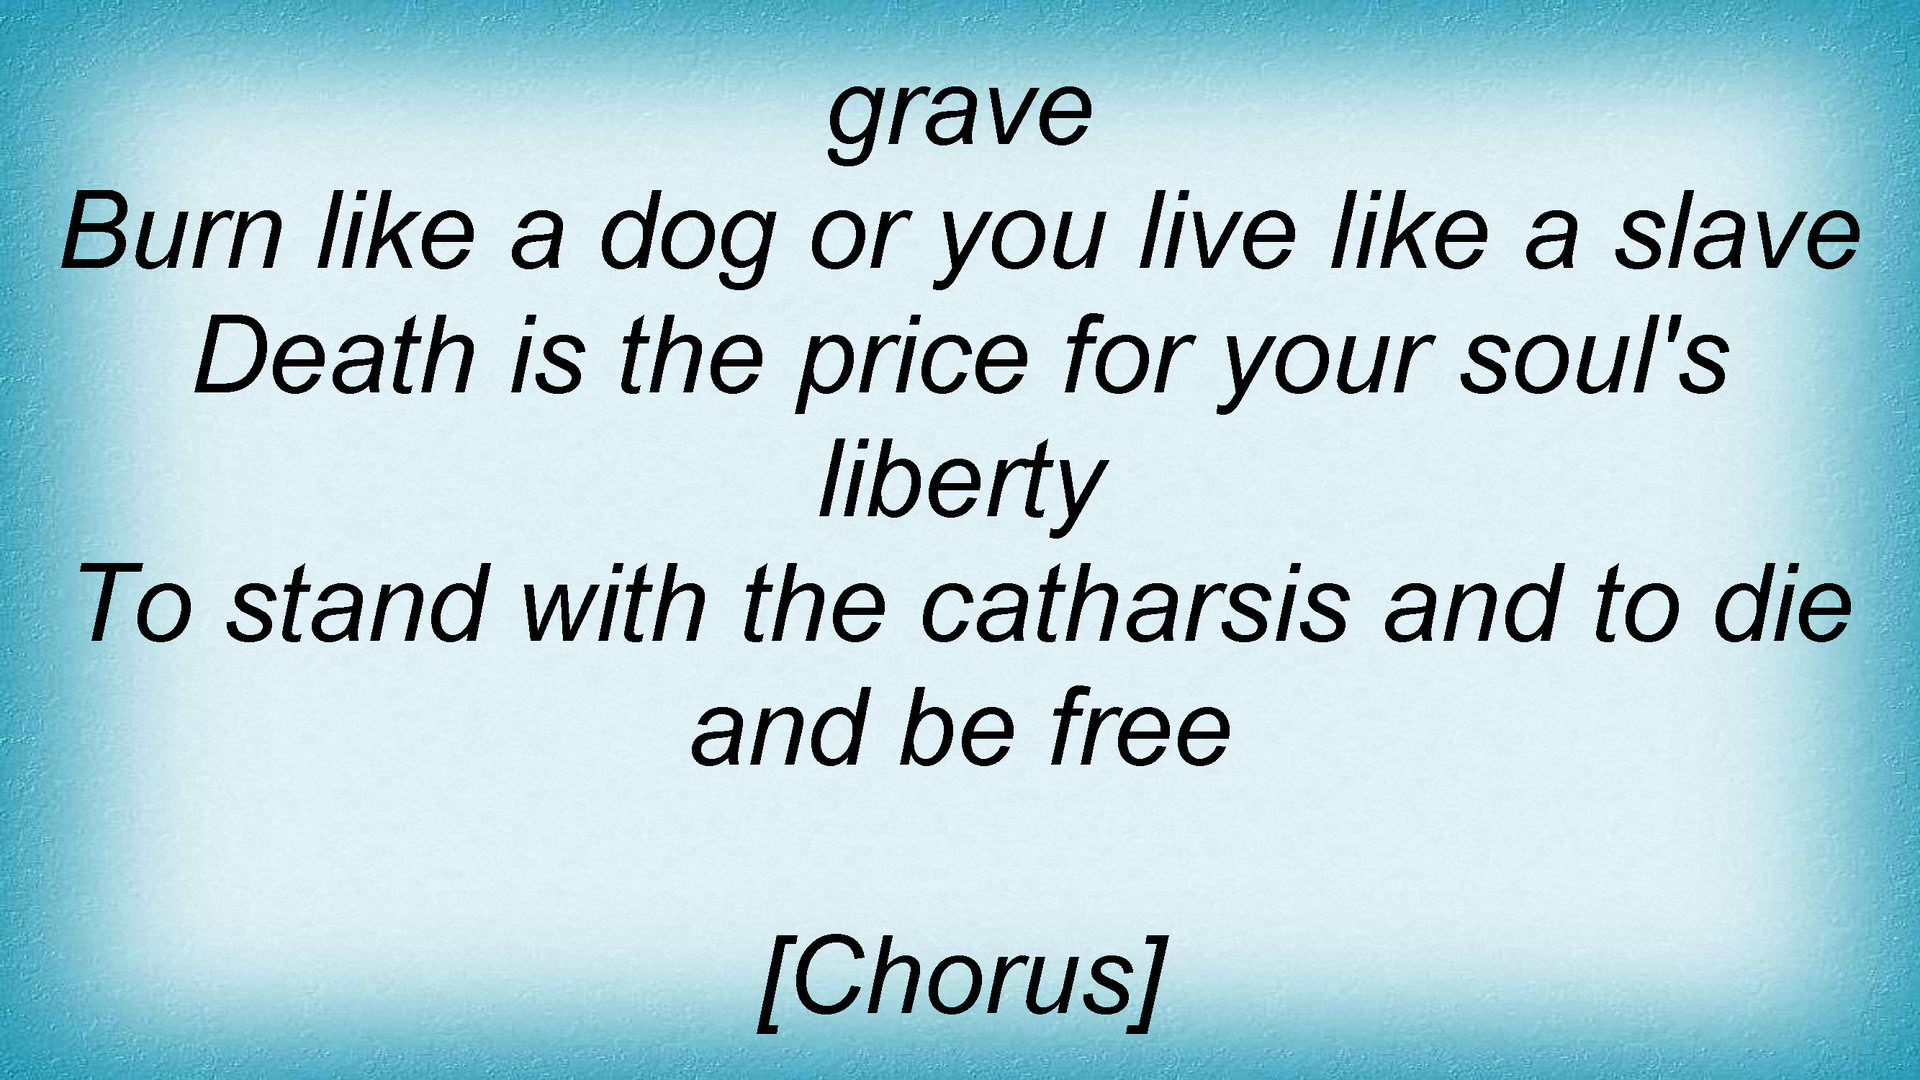 grave
Burn like a dog or you live like a slave
Death is the price for your soul's
liberty
To stand with the catharsis and to die
and be free
[Chorus]